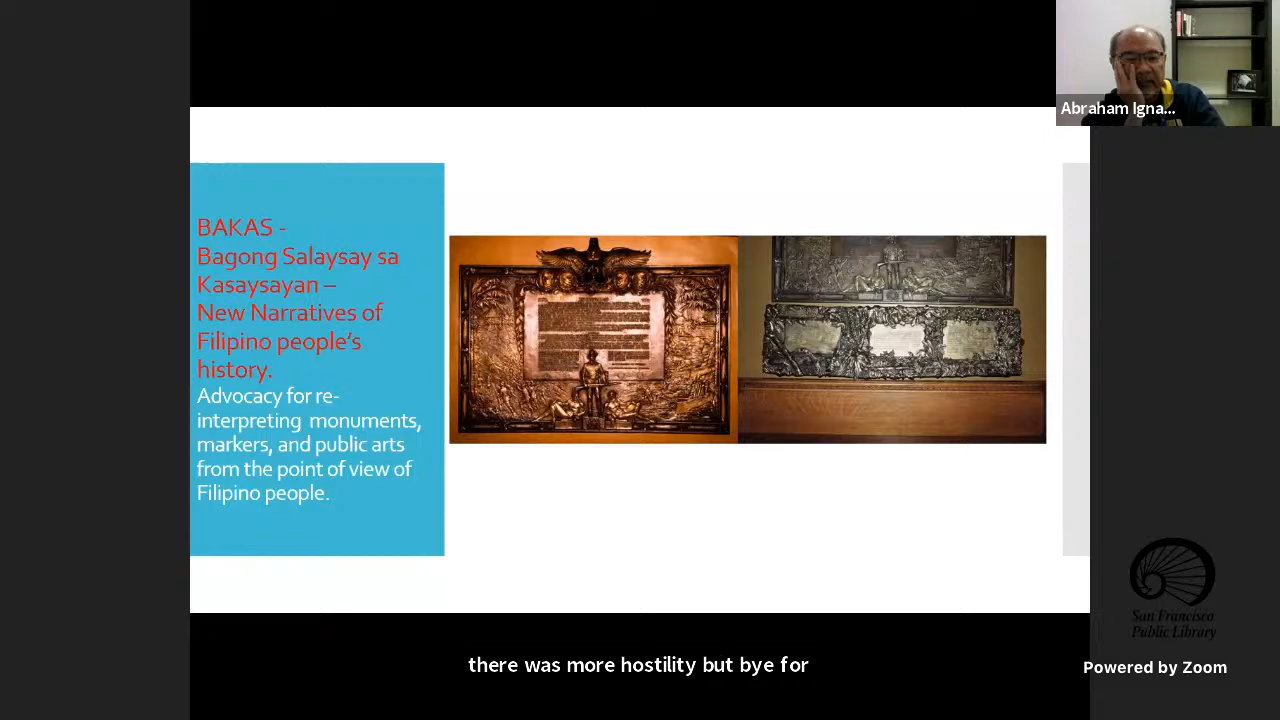 Abraham Igna...
BAKAS -
Bagong Salaysay sa
Kasaysayan –
New Narratives of
Filipino people's
history.
Advocacy for re-
interpreting monuments,
markers, and public arts
from the point of view of
Filipino people.
San Francisco
Public Library
there was more hostility but bye for
Powered by Zoom